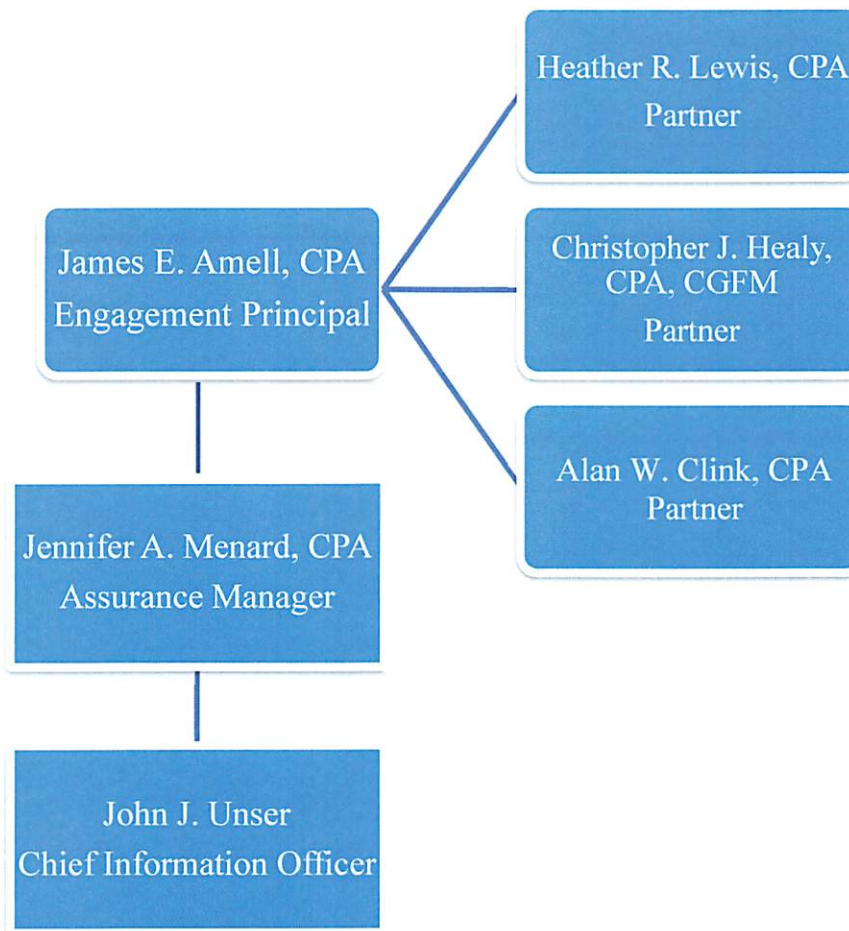 Heather R. Lewis, CPA
Partner
James E. Amell, CPA
Engagement Principal
Christopher J. Healy,
CPA, CGFM
Partner
Alan W. Clink, CPA
Partner
Jennifer A. Menard, CPA
Assurance Manager
John J. Unser
Chief Information Officer